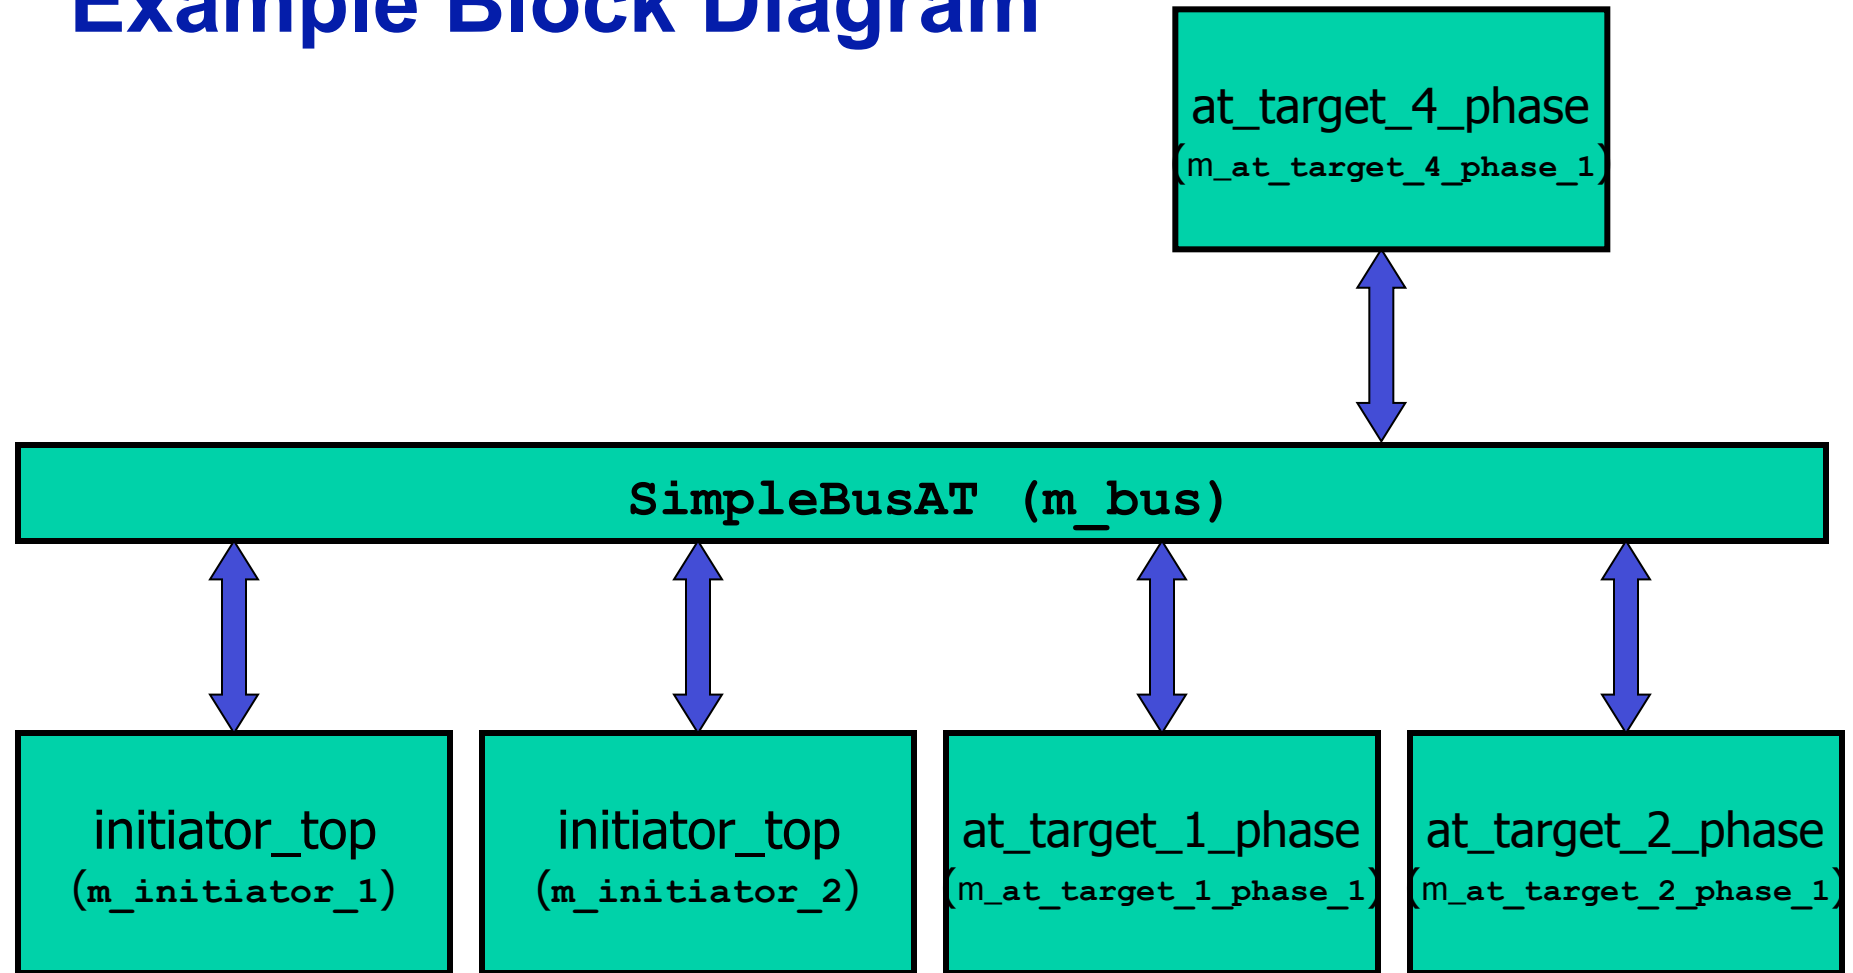 Example Block Diagram
at_target_4_phase
(m_at_target_4_phase_1)
SimpleBusAT (m_bus)
initiator_top
(m_initiator_1)
initiator_top
(m_initiator_2)
at_target_1_phase
(m_at_target_1_phase_1)
at_target_2_phase
(m_at_target_2_phase_1)